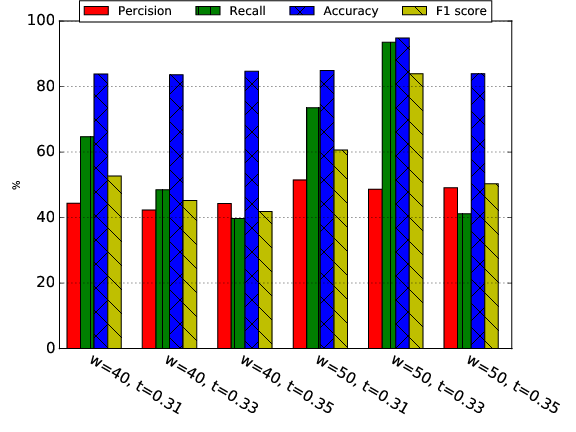 Percision Recall Accuracy F1 score
100
80
60
40
20
0
%
w=40, t=0.31
w=40, t=0.33
w=40, t=0.35
w=50, t=0.31
w=50, t=0.33
w=50, t=0.35